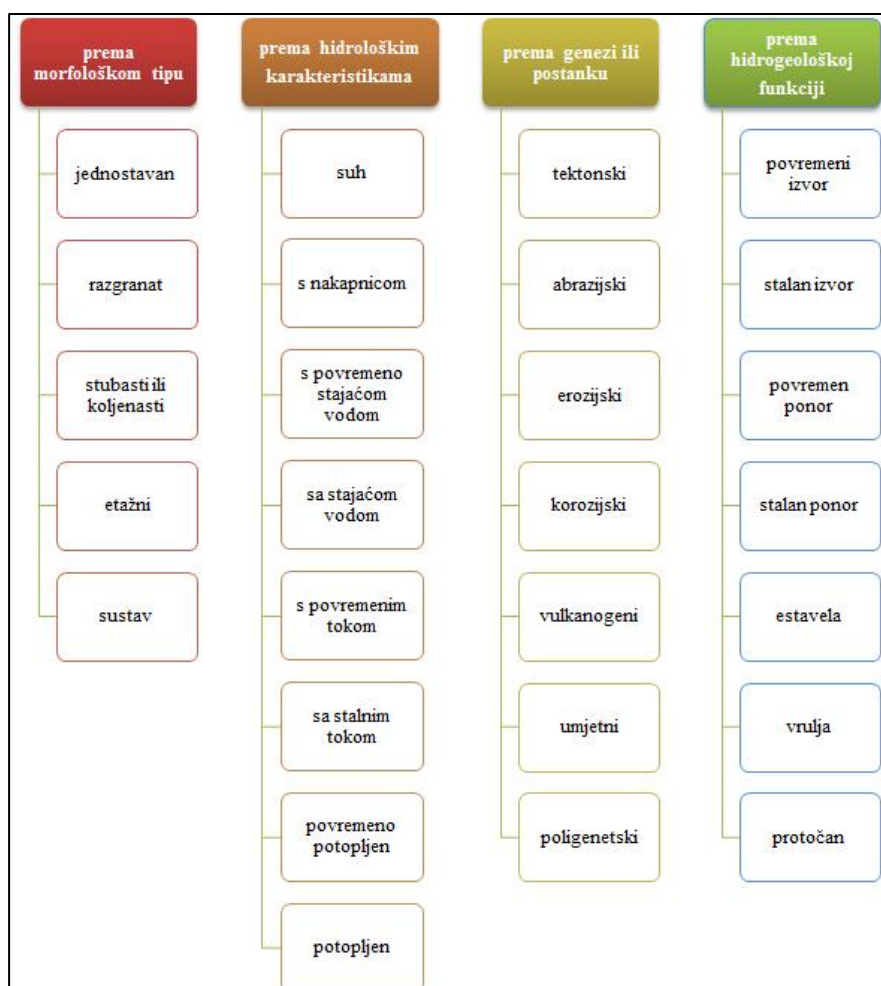 prema
morfološkom tipu
jednostavan
razgranat
stubasti ili
koljenasti
etažni
sustav
prema hidrološkim
karakteristikama
suh
s nakapnicom
s povremeno
stajaćom
vodom
sa stajaćom
vodom
s povremenim
tokom
sa stalnim
tokom
povremeno
potopljen
potopljen
prema genezi ili
postanku
tektonski
abrazijski
erozijski
korozijski
vulkanogeni
umjetni
poligenetski
prema
hidrogeološkoj
funkciji
povremeni
izvor
stalan izvor
povremen
ponor
stalan ponor
estavela
vrulja
protočan